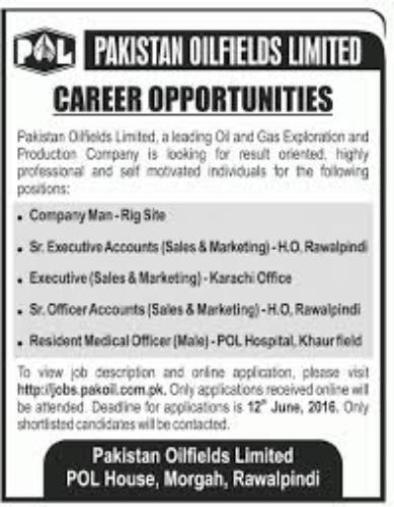 POL PAKISTAN OILFIELDS LIMITED
CAREER OPPORTUNITIES
Pakistan Oilfields Limited, a leading Oil and Gas Exploration and
Production Company is looking for result oriented, highly
professional and self motivated individuals for the following
positions:
• Company Man - Rig Site
• Sr. Executive Accounts (Sales & Marketing) - H.O. Rawalpindi
• Executive (Sales & Marketing) - Karachi Office
• Sr. Officer Accounts (Sales & Marketing) - H.O. Rawalpindi
• Resident Medical Officer (Male) - POL Hospital, Khaur field
To view job description and online application, please visit
http://jobs.pakoil.com.pk. Only applications received online will
be attended. Deadline for applications is 12th June, 2016. Only
shortlisted candidates will be contacted.
Pakistan Oilfields Limited
POL House, Morgah, Rawalpindi